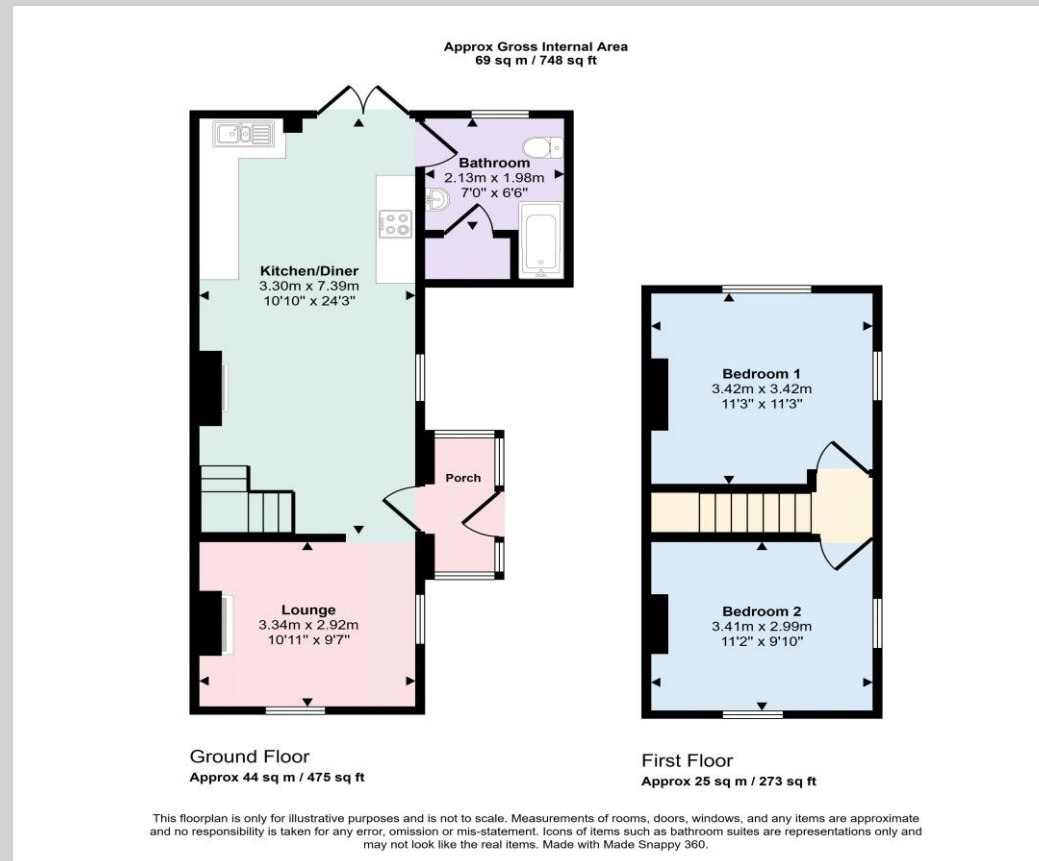 Approx Gross Internal Area
69 sq m / 748 sq ft
Bathroom
2.13m x 1.98m
7'0" x 6'6"
Kitchen/Diner
3.30m x 7.39m
10'10" x 24'3"
Porch
Lounge
3.34m x 2.92m
10'11" x 9'7"
Ground Floor
Approx 44 sq m / 475 sq ft
Bedroom 1
3.42m x 3.42m
11'3" x 11'3"
Bedroom 2
3.41m x 2.99m
11'2" x 9'10"
First Floor
Approx 25 sq m / 273 sq ft
This floorplan is only for illustrative purposes and is not to scale. Measurements of rooms, doors, windows, and any items are approximate
and no responsibility is taken for any error, omission or mis-statement. Icons of items such as bathroom suites are representations only and
may not look like the real items. Made with Made Snappy 360.